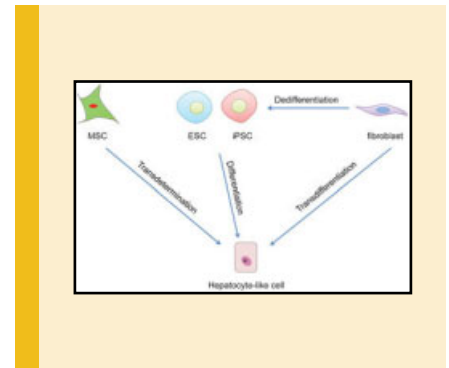 Dedifferentiation
MSC
ESC
iPSC
fibroblast
Transdetermination
Differentiation
Transdifferentiation
Hepatocyte-like cell